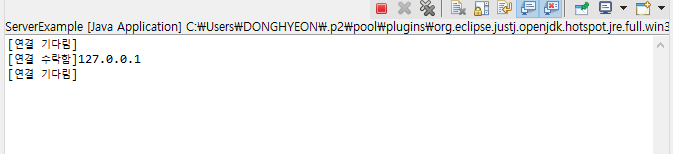 ServerExample [Java Application] C:₩Users₩DONGHYEON₩.p2₩pool₩plugins₩org.eclipse.justj.openjdk.hotspot.jre.full.win3
[연결 기다림]
[연결 수락함]127.0.0.1
[연결 기다림]